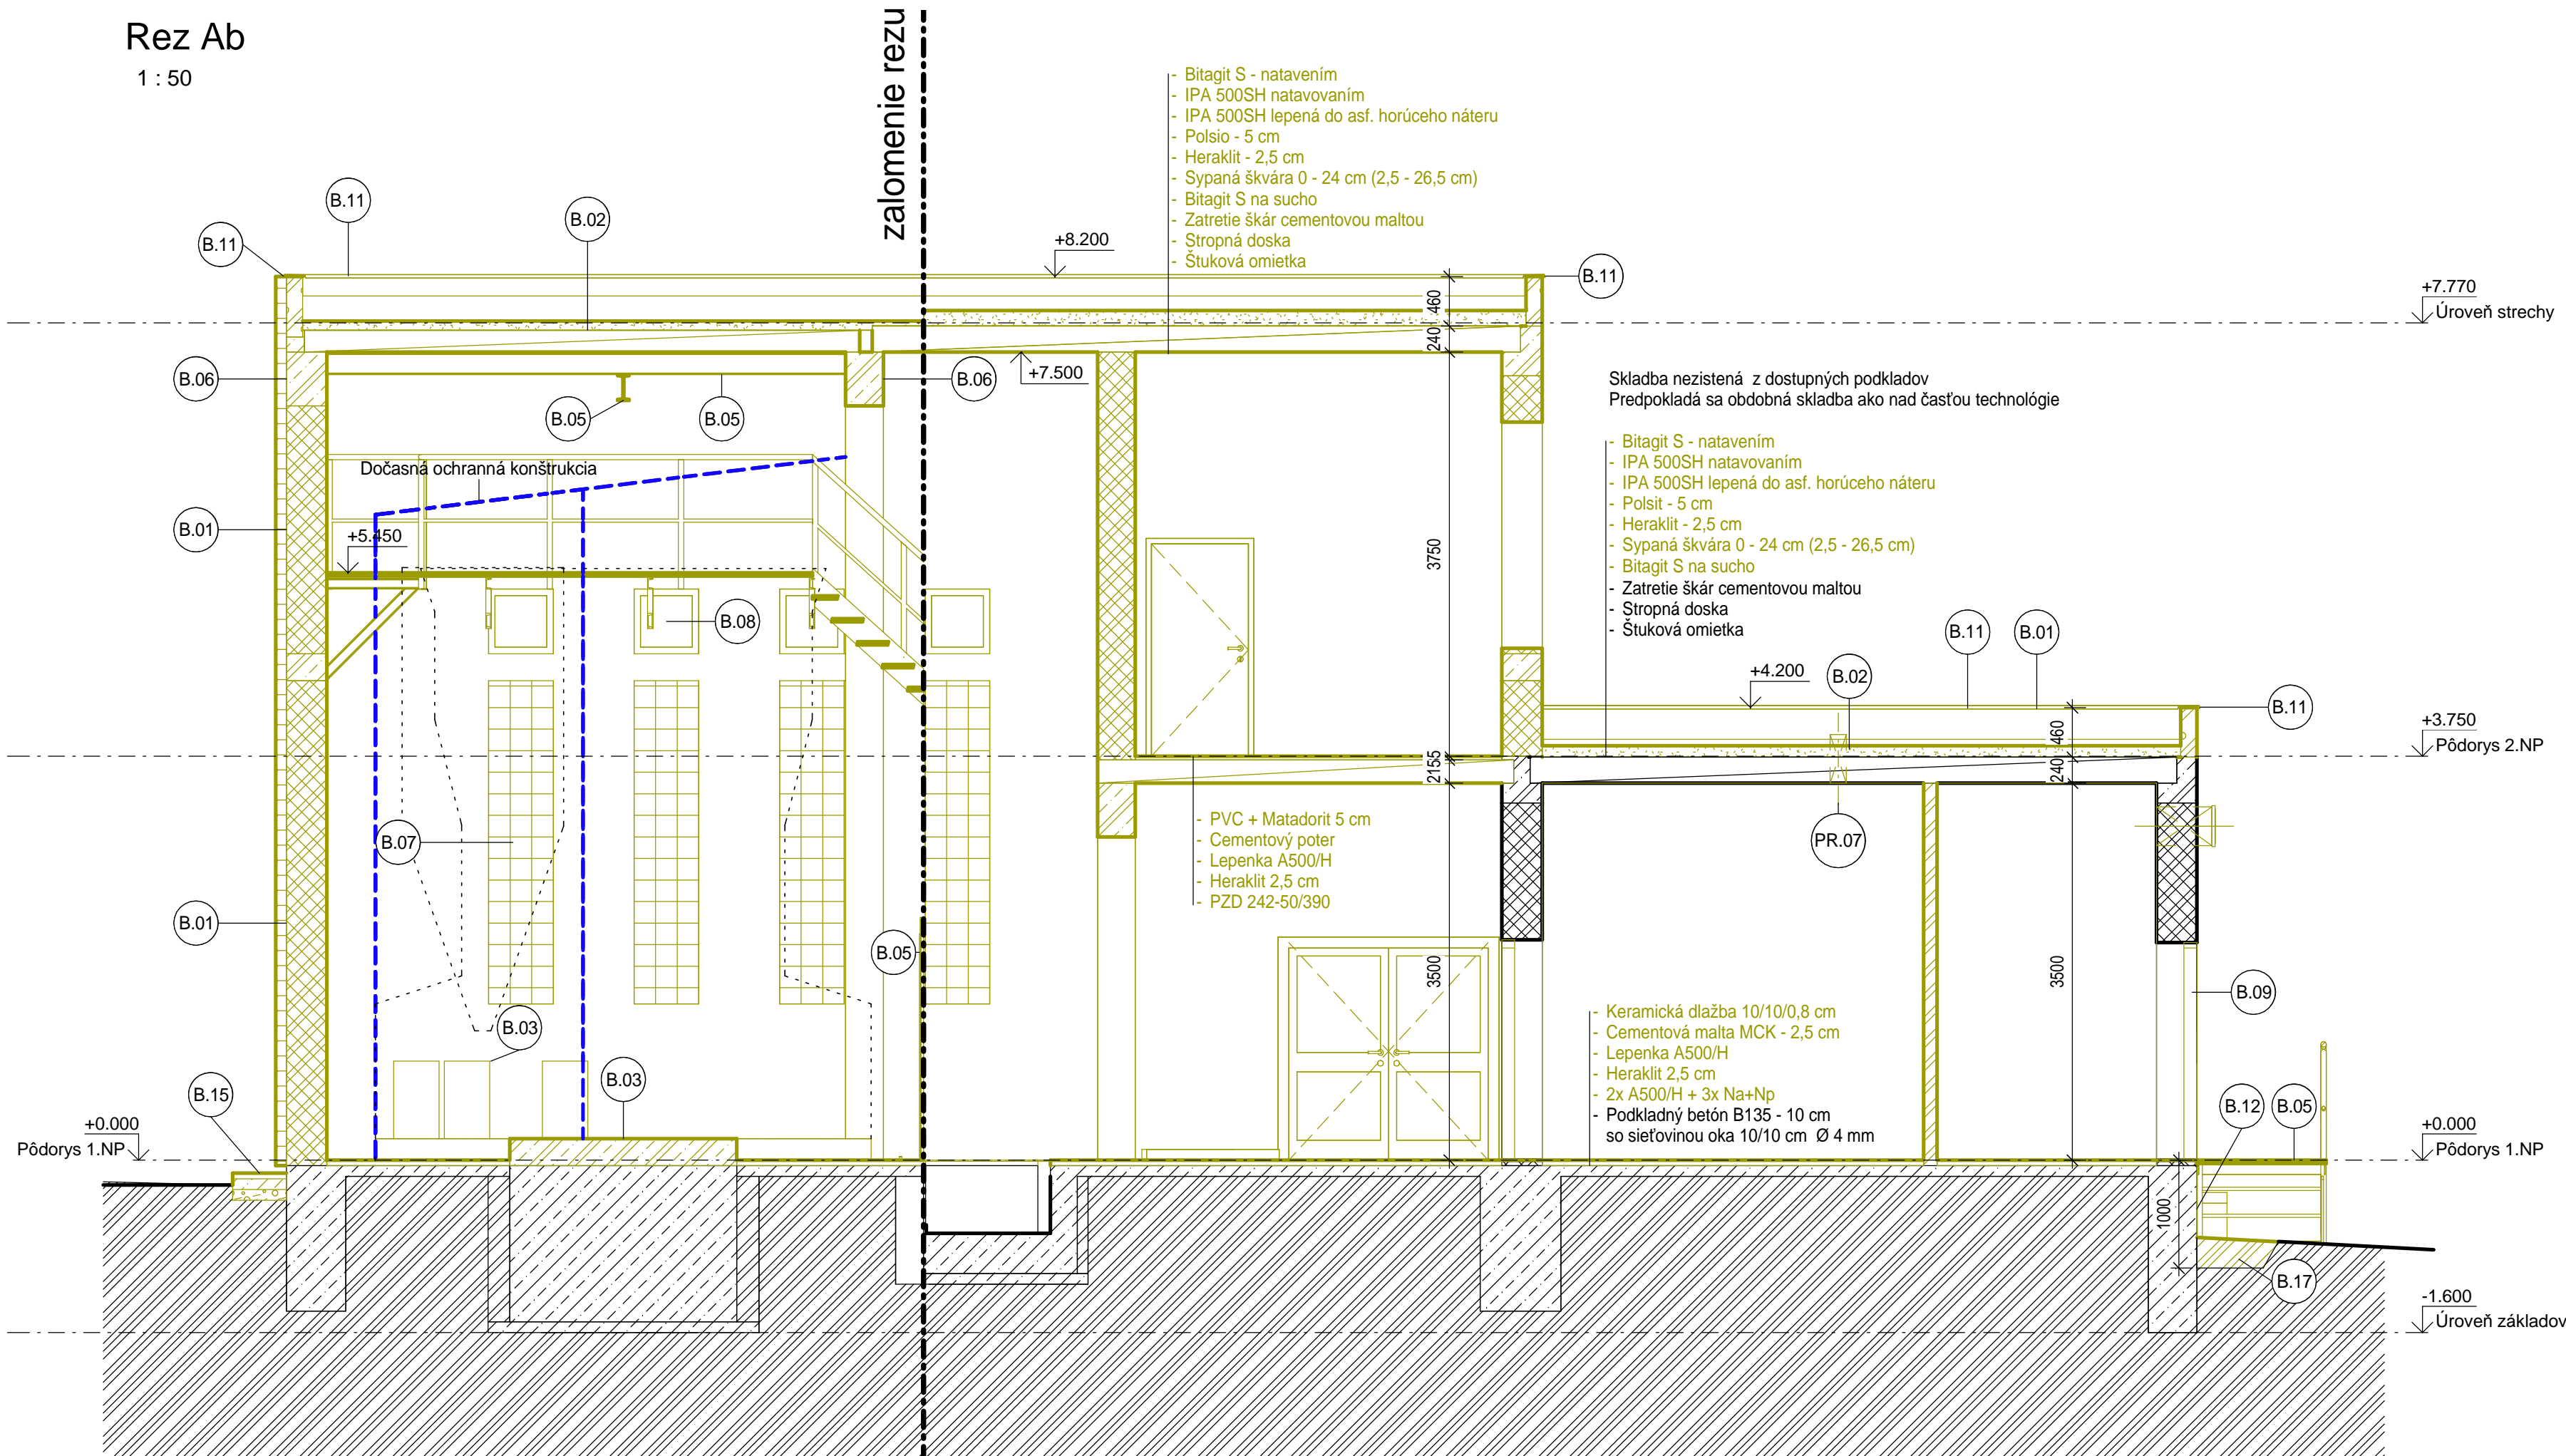 Rez Ab
1 : 50
zalomenie rezu
- Bitagit S - natavením
- IPA 500SH natavovaním
- IPA 500SH lepená do asf. horúceho náteru
- Polsio - 5 cm
- Heraklit - 2,5 cm
- Sypaná škvára 0 - 24 cm (2,5 - 26,5 cm)
- Bitagit S na sucho
- Zatretie škár cementovou maltou
- Stropná doska
- Štuková omietka
B.11
B.11
B.02
+8.200
B.11
+7.770
Úroveň strechy
460
240
B.06
B.05
B.05
B.06
+7.500
Skladba nezistená z dostupných podkladov
Predpokladá sa obdobná skladba ako nad časťou technológie
- Bitagit S - natavením
- IPA 500SH natavovaním
- IPA 500SH lepená do asf. horúceho náteru
- Polsit - 5 cm
- Heraklit - 2,5 cm
- Sypaná škvára 0 - 24 cm (2,5 - 26,5 cm)
- Bitagit S na sucho
- Zatretie škár cementovou maltou
- Stropná doska
- Štuková omietka
Dočasná ochranná konštrukcia
B.01
+5.450
3750
B.08
B.11
B.01
+4.200
B.02
B.11
+3.750
Pôdorys 2.NP
460
240
55
215
- PVC + Matadorit 5 cm
- Cementový poter
- Lepenka A500/H
- Heraklit 2,5 cm
- PZD 242-50/390
B.07
PR.07
B.01
B.05
3500
3500
B.09
B.03
- Keramická dlažba 10/10/0,8 cm
- Cementová malta MCK - 2,5 cm
- Lepenka A500/H
- Heraklit 2,5 cm
- 2x A500/H + 3x Na+Np
- Podkladný betón B135 - 10 cm
so sieťovinou oka 10/10 cm Ø 4 mm
B.03
B.15
B.12
B.05
+0.000
Pôdorys 1.NP
+0.000
Pôdorys 1.NP
1000
B.17
-1.600
Úroveň základov